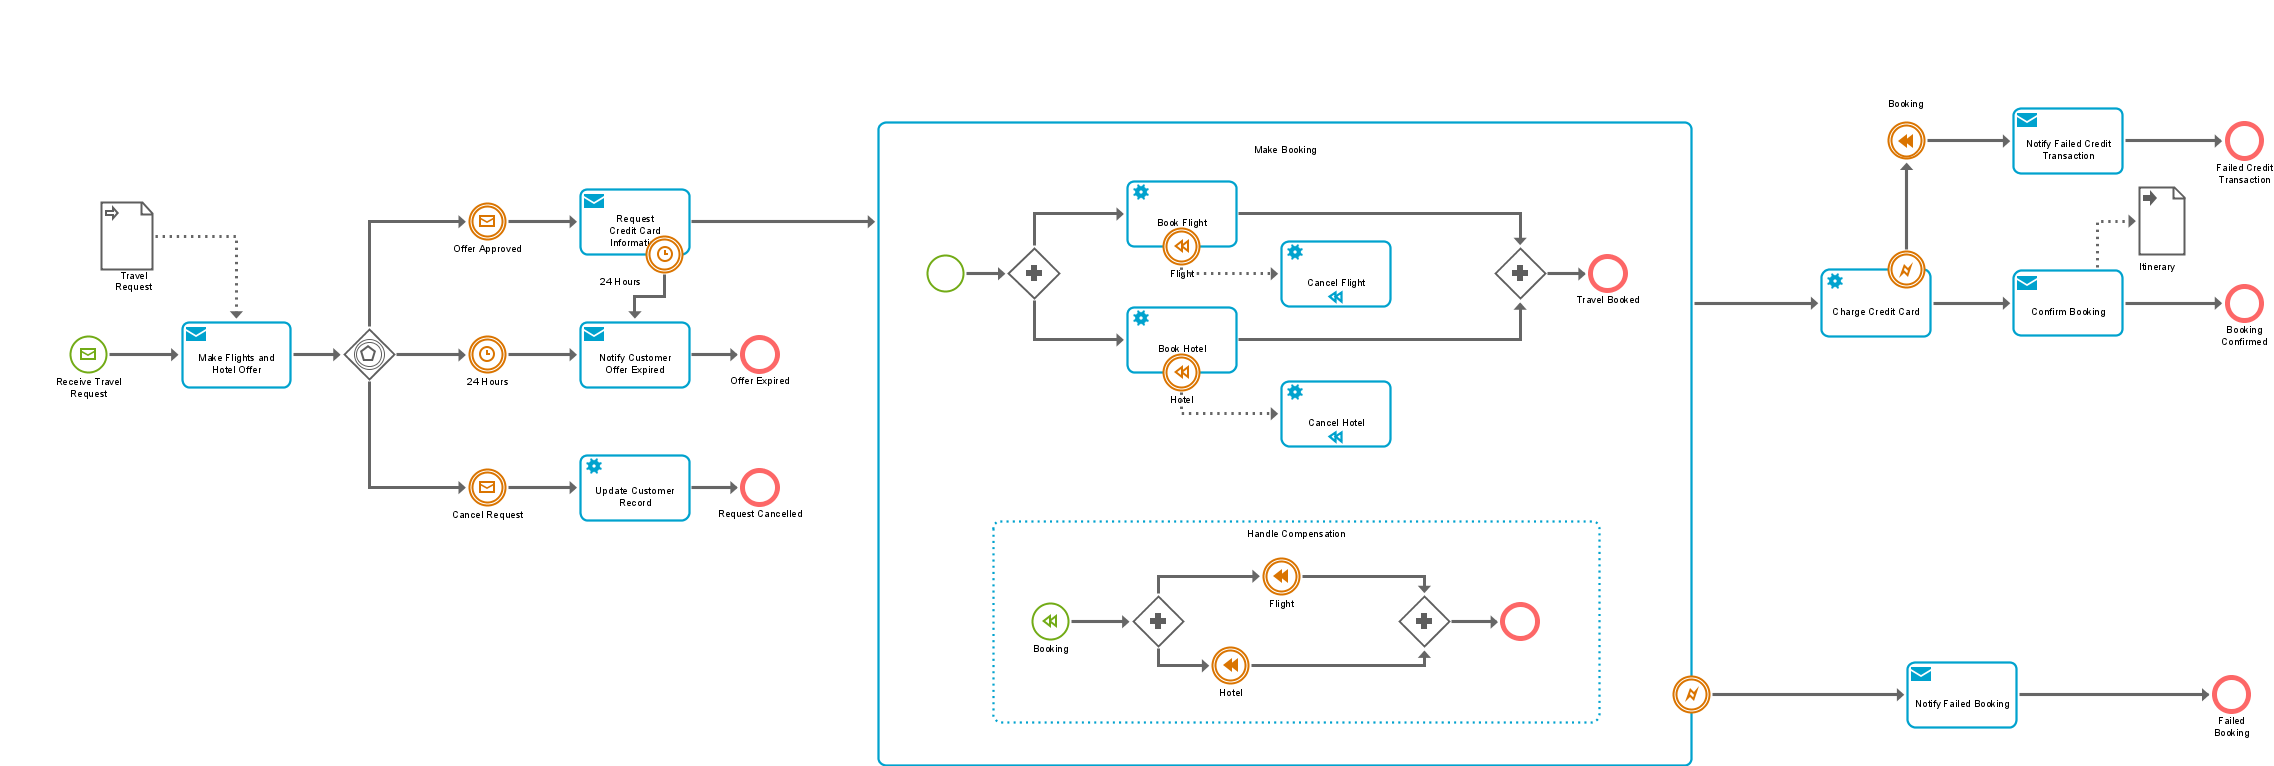 Travel
Request
Receive Travel
Request
Make Flights and
Hotel Offer
Offer Approved
Request
Credit Card
Informati
24 Hours
24 Hours
Notify Customer
Offer Expired
Offer Expired
Cancel Request
Update Customer
Record
Request Cancelled
Make Booking
Book Flight
Flight
Cancel Flight
Book Hotel
Hotel
Cancel Hotel
Travel Booked
Handle Compensation
Booking
Flight
Hotel
Booking
Notify Failed Credit
Transaction
Failed Credit
Transaction
Itinerary
Charge Credit Card
Confirm Booking
Booking
Confirmed
Notify Failed Booking
Failed
Booking